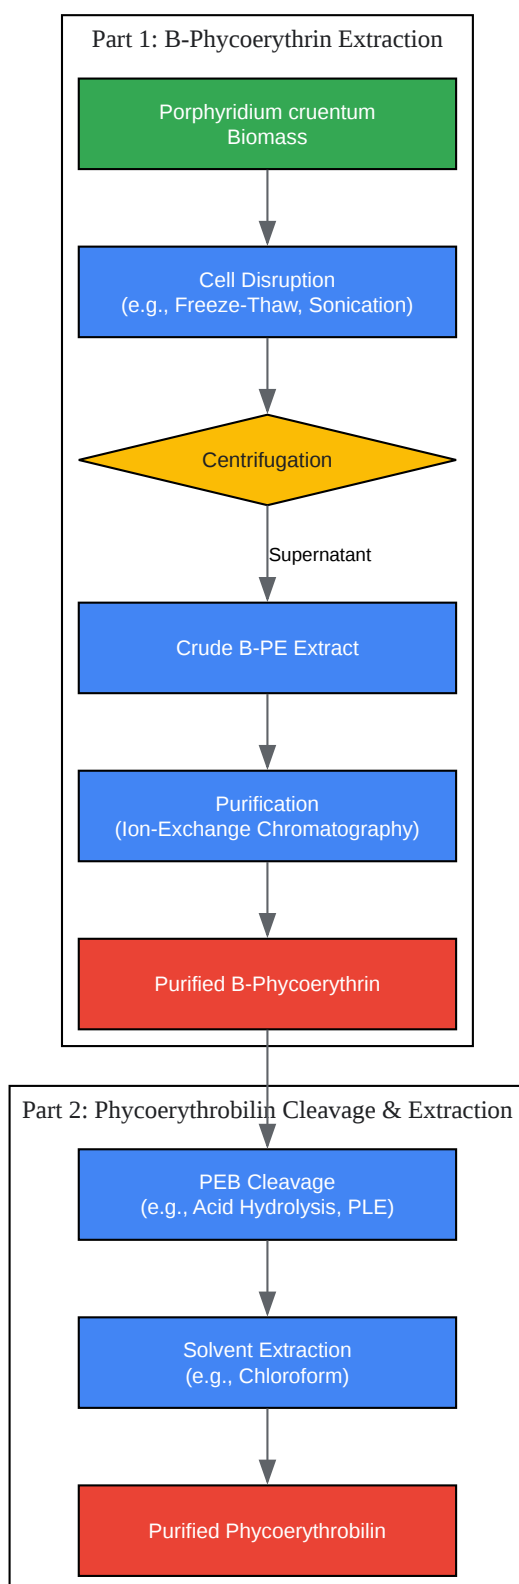 Part 1: B-Phycoerythrin Extraction
Porphyridium cruentum
Biomass
Cell Disruption
(e.g., Freeze-Thaw, Sonication)
Centrifugation
Supernatant
Crude B-PE Extract
Purification
(Ion-Exchange Chromatography)
Purified B-Phycoerythrin
Part 2: Phycoerythrobilin Cleavage & Extraction
PEB Cleavage
(e.g., Acid Hydrolysis, PLE)
Solvent Extraction
(e.g., Chloroform)
Purified Phycoerythrobilin